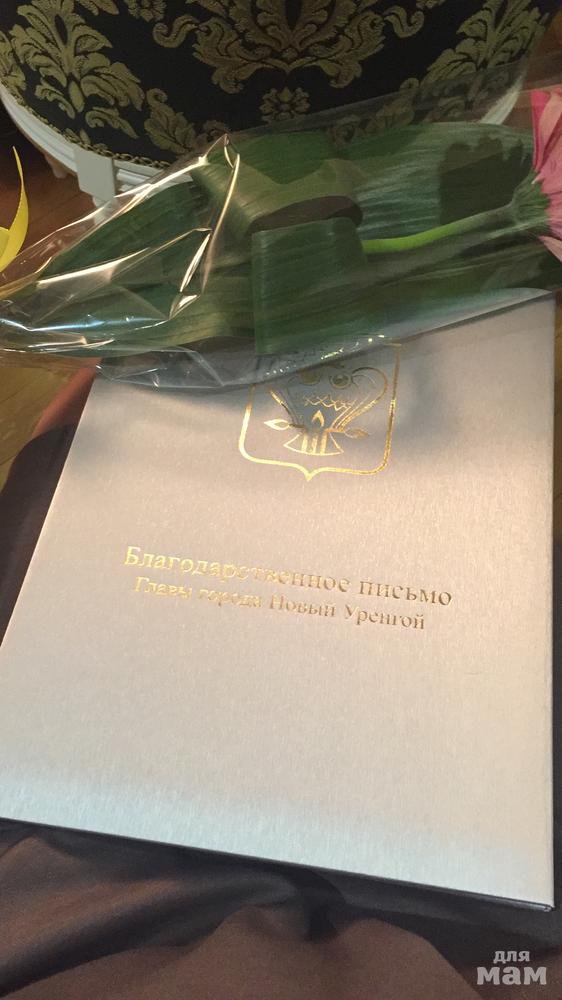 Благодарственное письмо
Главы города Новый Уренгой
для
мам